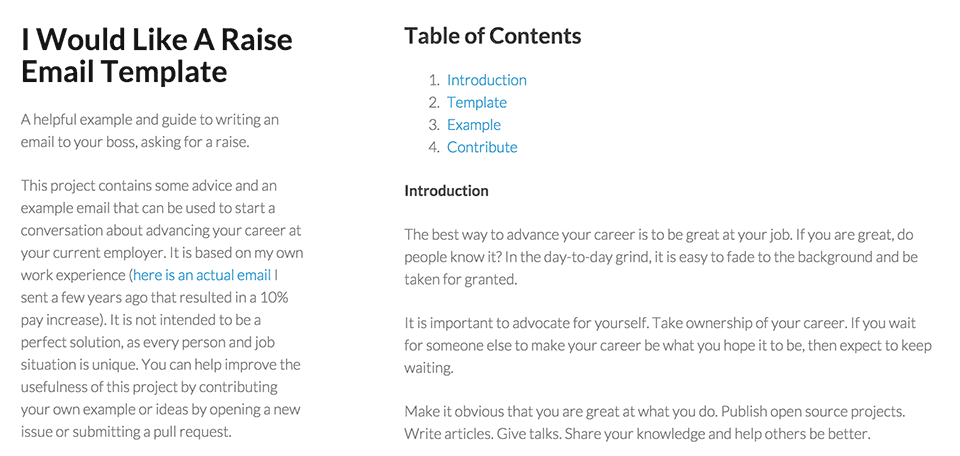 I Would Like A Raise
Email Template
A helpful example and guide to writing an
email to your boss, asking for a raise.
This project contains some advice and an
example email that can be used to start a
conversation about advancing your career at
your current employer. It is based on my own
work experience (here is an actual email I
sent a few years ago that resulted in a 10%
pay increase). It is not intended to be a
perfect solution, as every person and job
situation is unique. You can help improve the
usefulness of this project by contributing
your own example or ideas by opening a new
issue or submitting a pull request.
Table of Contents
1. Introduction
2. Template
3. Example
4. Contribute
Introduction
The best way to advance your career is to be great at your job. If you are great, do
people know it? In the day-to-day grind, it is easy to fade to the background and be
taken for granted.
It is important to advocate for yourself. Take ownership of your career. If you wait
for someone else to make your career be what you hope it to be, then expect to keep
waiting.
Make it obvious that you are great at what you do. Publish open source projects.
Write articles. Give talks. Share your knowledge and help others be better.